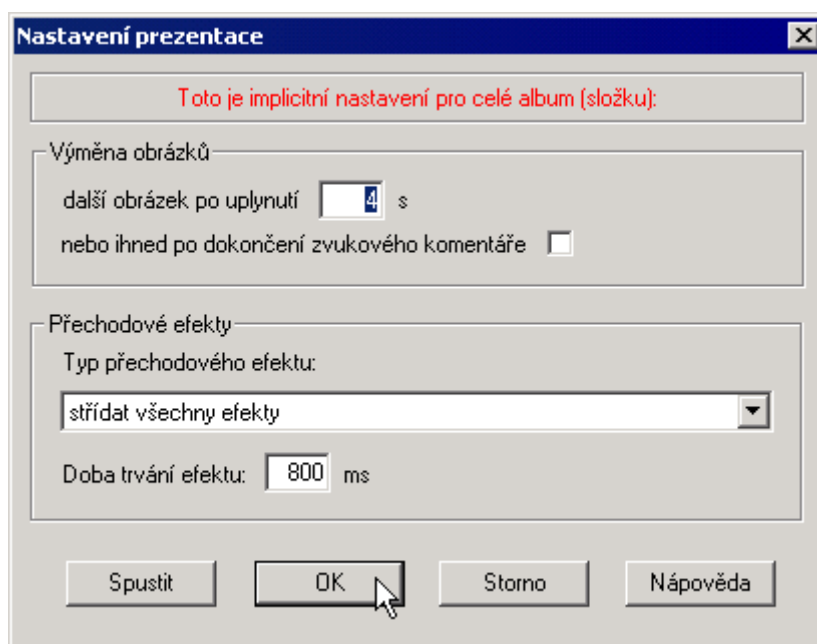 Nastavení prezentace
Toto je implicitní nastavení pro celé album (složku):
Výměna obrázků
další obrázek po uplynutí 4 s
nebo ihned po dokončení zvukového komentáře
Přechodové efekty
Typ přechodového efektu:
střídat všechny efekty
Doba trvání efektu: 800 ms
Spustit OK Storno Nápověda